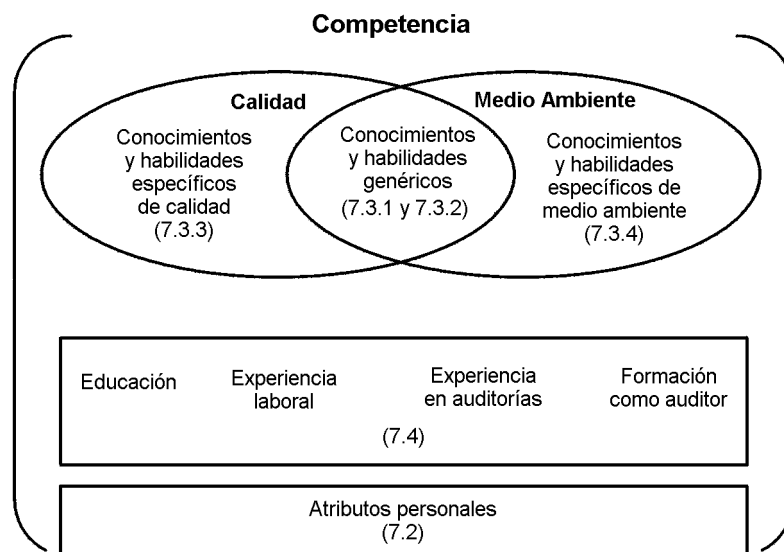 Competencia
Calidad
Medio Ambiente
Conocimientos
y habilidades
específicos
de calidad
(7.3.3)
Conocimientos
y habilidades
genéricos
(7.3.1 y 7.3.2)
Conocimientos
y habilidades
específicos de
medio ambiente
(7.3.4)
Educación
Experiencia
laboral
Experiencia
en auditorías
Formación
como auditor
(7.4)
Atributos personales
(7.2)